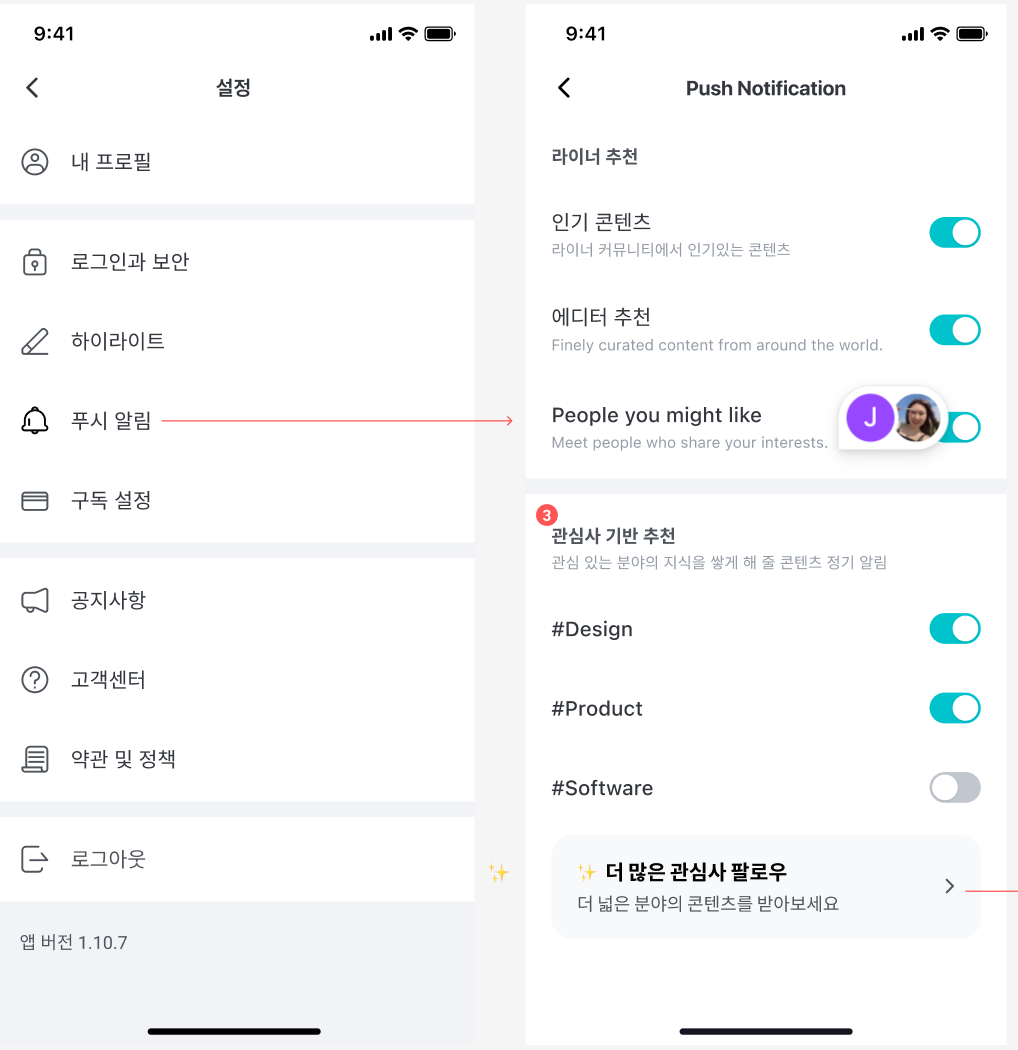 9:41
설정
내 프로필
로그인과 보안
하이라이트
푸시 알림
구독 설정
공지사항
고객센터
약관 및 정책
로그아웃
앱 버전 1.10.7
9:41
Push Notification
라이너 추천
인기 콘텐츠
라이너 커뮤니티에서 인기있는 콘텐츠
에디터 추천
Finely curated content from around the world.
People you might like
Meet people who share your interests.
J
3
관심사 기반 추천
관심 있는 분야의 지식을 쌓게 해 줄 콘텐츠 정기 알림
#Design
#Product
#Software
✨ 더 많은 관심사 팔로우
더 넓은 분야의 콘텐츠를 받아보세요